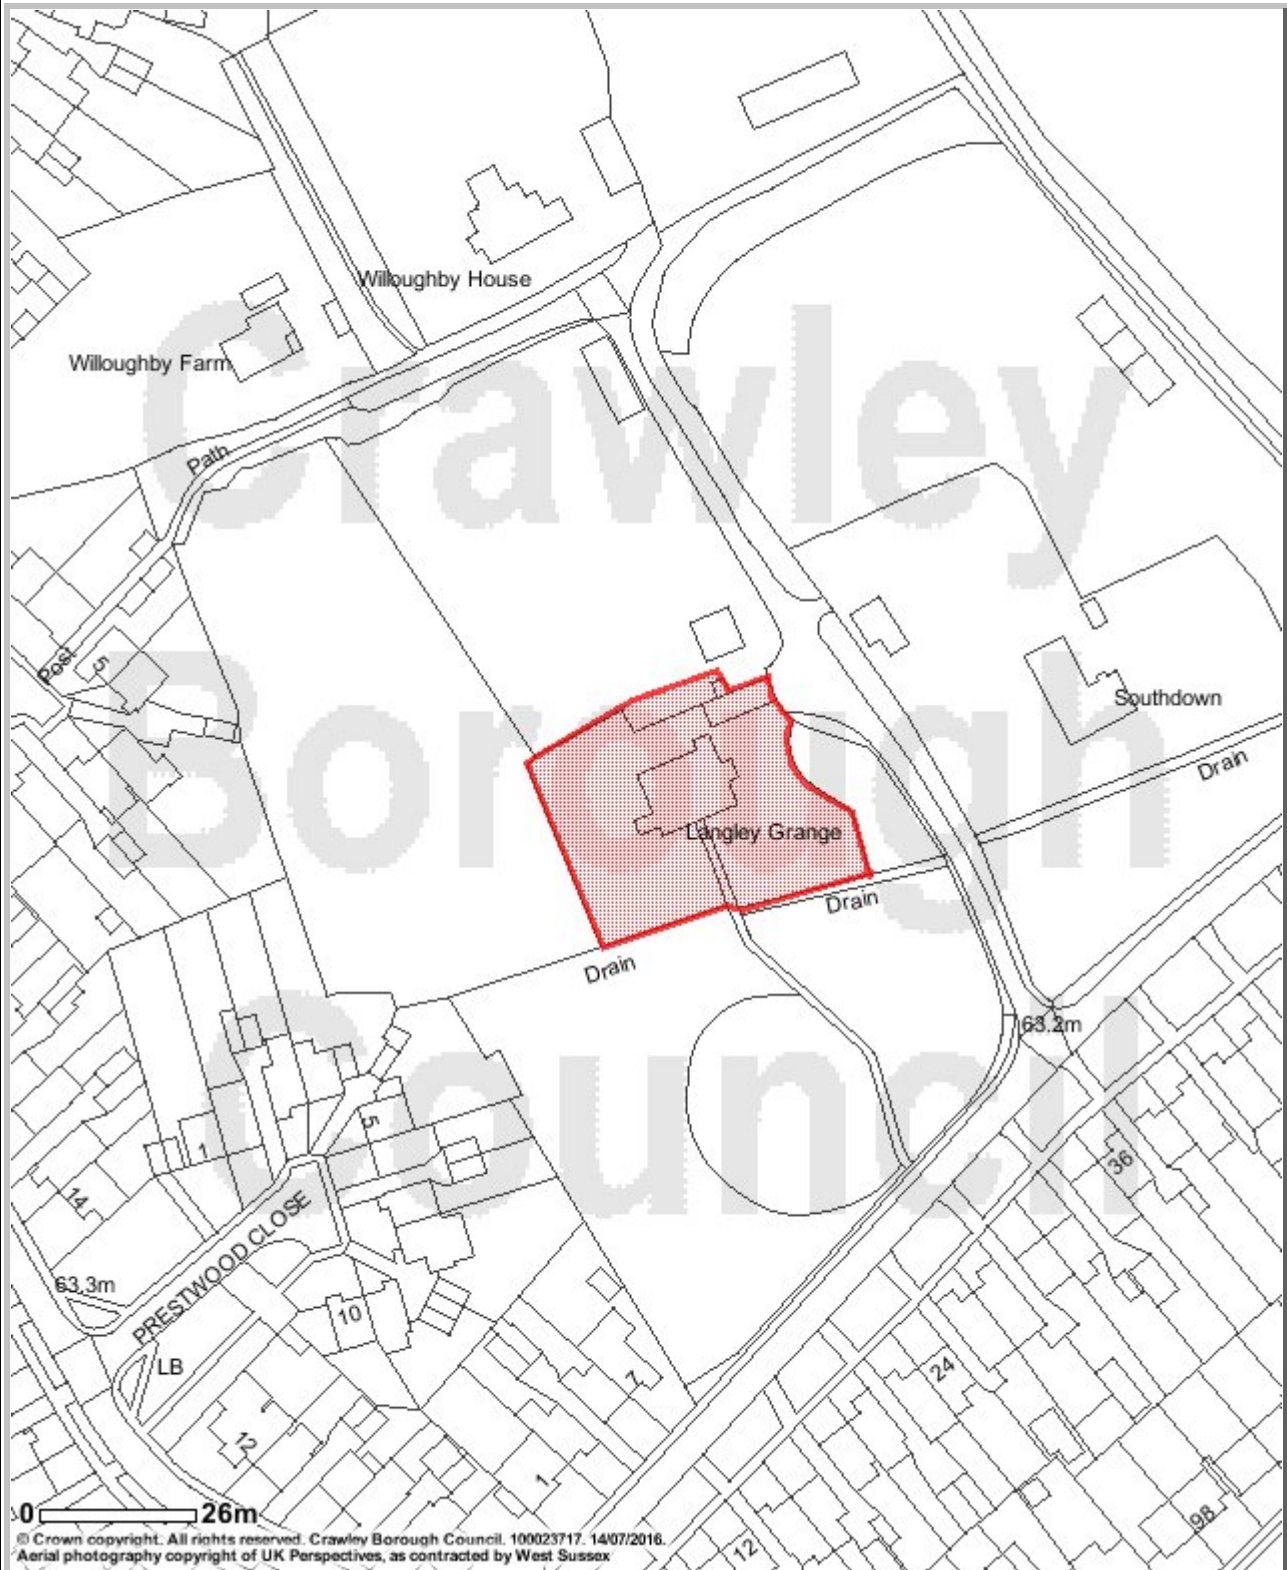 Willoughby House
Willoughby Farm
Crawley
Path
Post
5
Borough
Southdown
Drain
Langley Grange
Drain
Drain
Council
63.2m
5
1
36
14
PRESTWOOD CLOSE
63.3m
10
LB
7
24
12
1
98
12
0 26m
© Crown copyright. All rights reserved. Crawley Borough Council. 100023717. 14/07/2016.
Aerial photography copyright of UK Perspectives, as contracted by West Sussex